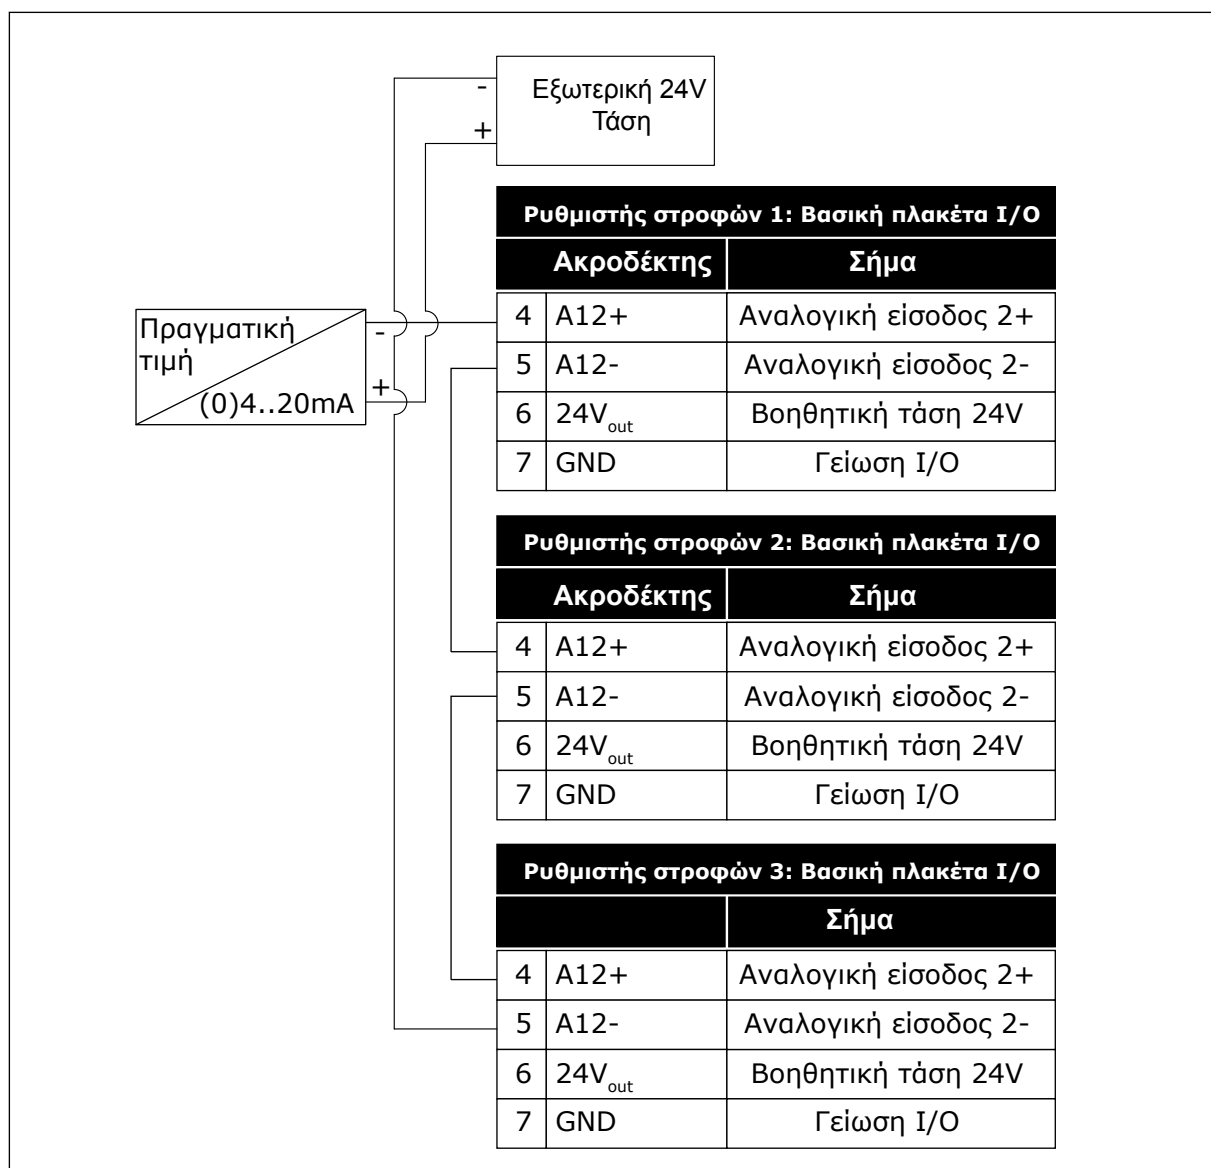 -
+
Εξωτερική 24V
Τάση
Πραγματική
τιμή
(0)4..20mA
-
+
Ρυθμιστής στροφών 1: Βασική πλακέτα I/O
Ακροδέκτης Σήμα
4 A12+ Αναλογική είσοδος 2+
5 A12- Αναλογική είσοδος 2-
6 24Vout Βοηθητική τάση 24V
7 GND Γείωση I/O
Ρυθμιστής στροφών 2: Βασική πλακέτα I/O
Ακροδέκτης Σήμα
4 A12+ Αναλογική είσοδος 2+
5 A12- Αναλογική είσοδος 2-
6 24Vout Βοηθητική τάση 24V
7 GND Γείωση I/O
Ρυθμιστής στροφών 3: Βασική πλακέτα I/O
Σήμα
4 A12+ Αναλογική είσοδος 2+
5 A12- Αναλογική είσοδος 2-
6 24Vout Βοηθητική τάση 24V
7 GND Γείωση I/O